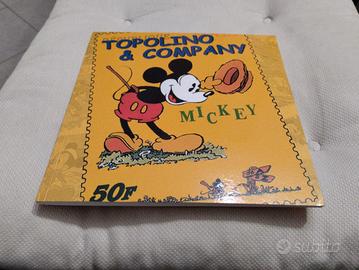 TOPOLINO
& COMPANY
MICKEY
50F
subito